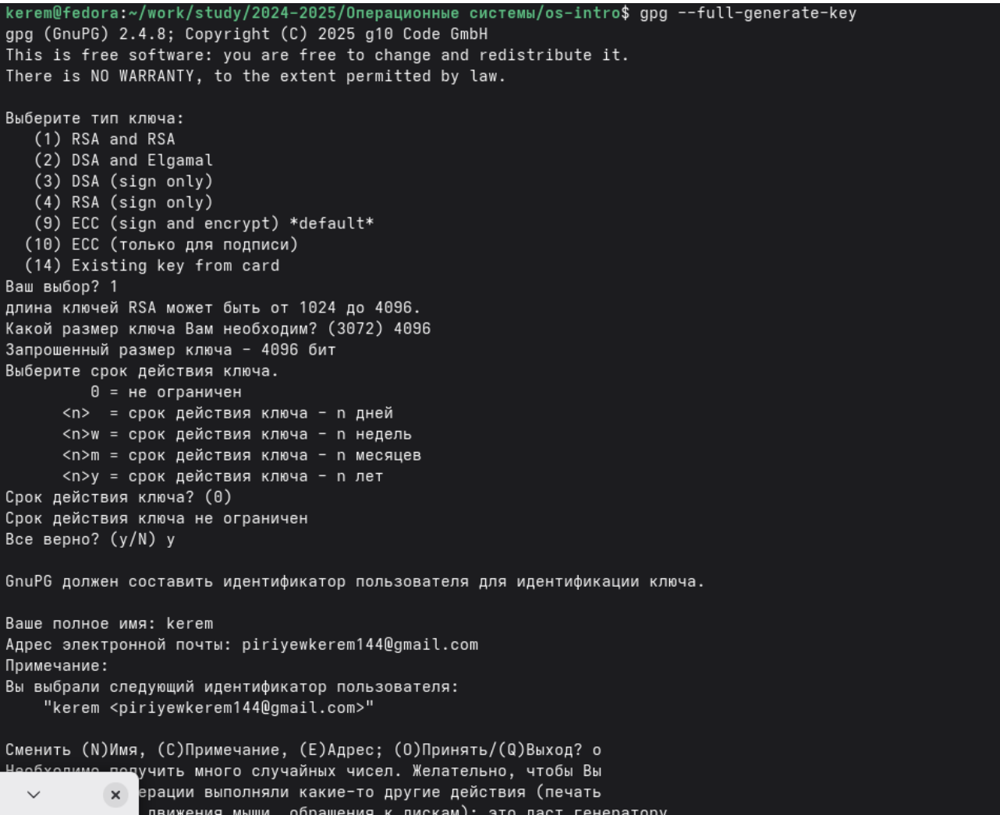 kerem@fedora:~/work/study/2024-2025/Операционные системы/os-intro$ gpg --full-generate-key
gpg (GnuPG) 2.4.8; Copyright (C) 2025 g10 Code GmbH
This is free software: you are free to change and redistribute it.
There is NO WARRANTY, to the extent permitted by law.

Выберите тип ключа:
   (1) RSA and RSA
   (2) DSA and Elgamal
   (3) DSA (sign only)
   (4) RSA (sign only)
   (9) ECC (sign and encrypt) *default*
  (10) ECC (только для подписи)
  (14) Existing key from card
Ваш выбор? 1
длина ключей RSA может быть от 1024 до 4096.
Какой размер ключа Вам необходим? (3072) 4096
Запрошенный размер ключа - 4096 бит
Выберите срок действия ключа.
         0 = не ограничен
      <n>  = срок действия ключа - n дней
      <n>w = срок действия ключа - n недель
      <n>m = срок действия ключа - n месяцев
      <n>y = срок действия ключа - n лет
Срок действия ключа? (0)
Срок действия ключа не ограничен
Все верно? (y/N) y

GnuPG должен составить идентификатор пользователя для идентификации ключа.

Ваше полное имя: kerem
Адрес электронной почты: piriyewkerem144@gmail.com
Примечание:
Вы выбрали следующий идентификатор пользователя:
    "kerem <piriyewkerem144@gmail.com>"

Сменить (N)Имя, (C)Примечание, (E)Адрес; (O)Принять/(Q)Выход? o
Необходимо получить много случайных чисел. Желательно, чтобы Вы
ерации выполняли какие-то другие действия (печать
движения мыши, обращения к дискам); это даст генератору